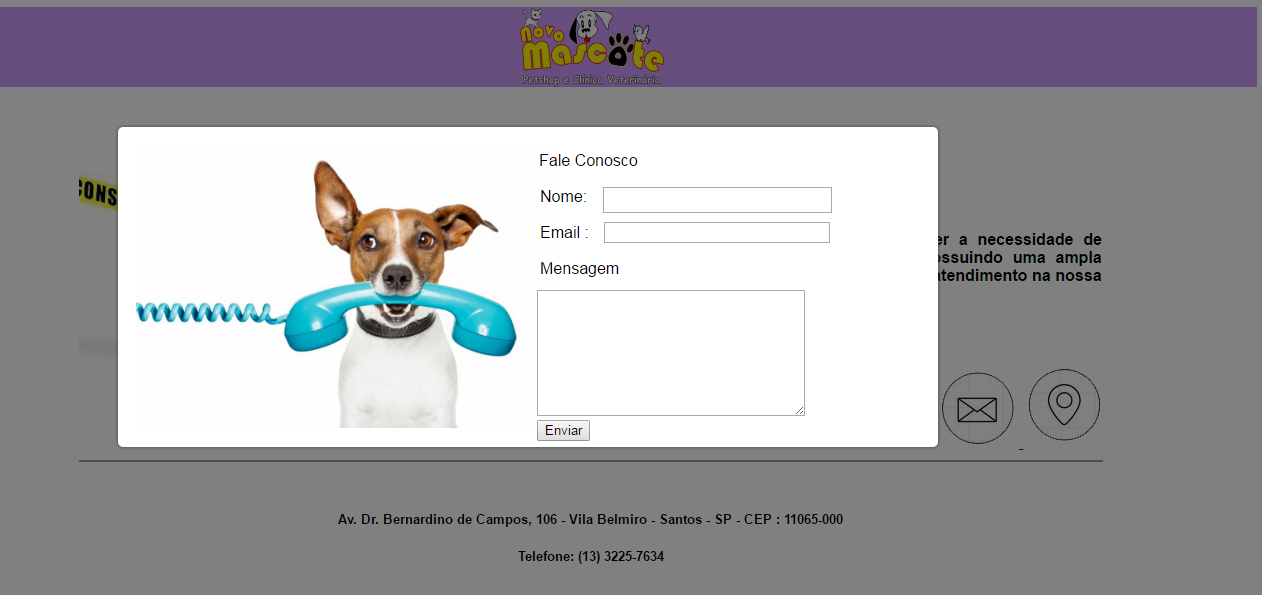 novo
Mascote
Petshop e Clínica Veterinária
CONS
Fale Conosco
Nome:
Email :
Mensagem
Enviar
er a necessidade de
ossuindo uma ampla
tendimento na nossa
Av. Dr. Bernardino de Campos, 106 - Vila Belmiro - Santos - SP - CEP : 11065-000
Telefone: (13) 3225-7634